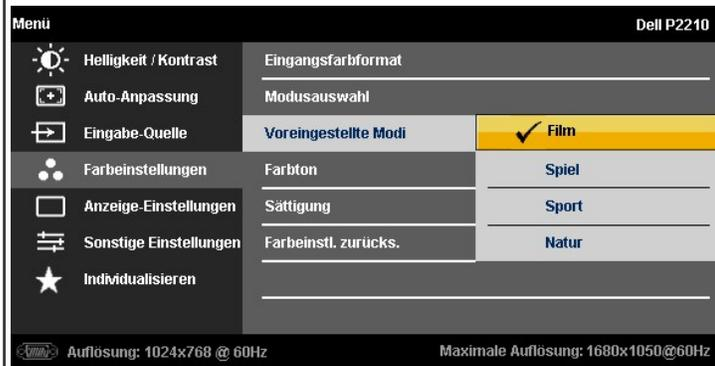 Menü Dell P2210
Helligkeit / Kontrast Eingangsfarbformat
Auto-Anpassung Modusauswahl
Eingabe-Quelle Voreingestellte Modi Film
Farbeinstellungen Farbton Spiel
Anzeige-Einstellungen Sättigung Sport
Sonstige Einstellungen Farbeinstl. zurücks. Natur
Individualisieren
Auflösung: 1024x768 @ 60Hz Maximale Auflösung: 1680x1050@60Hz